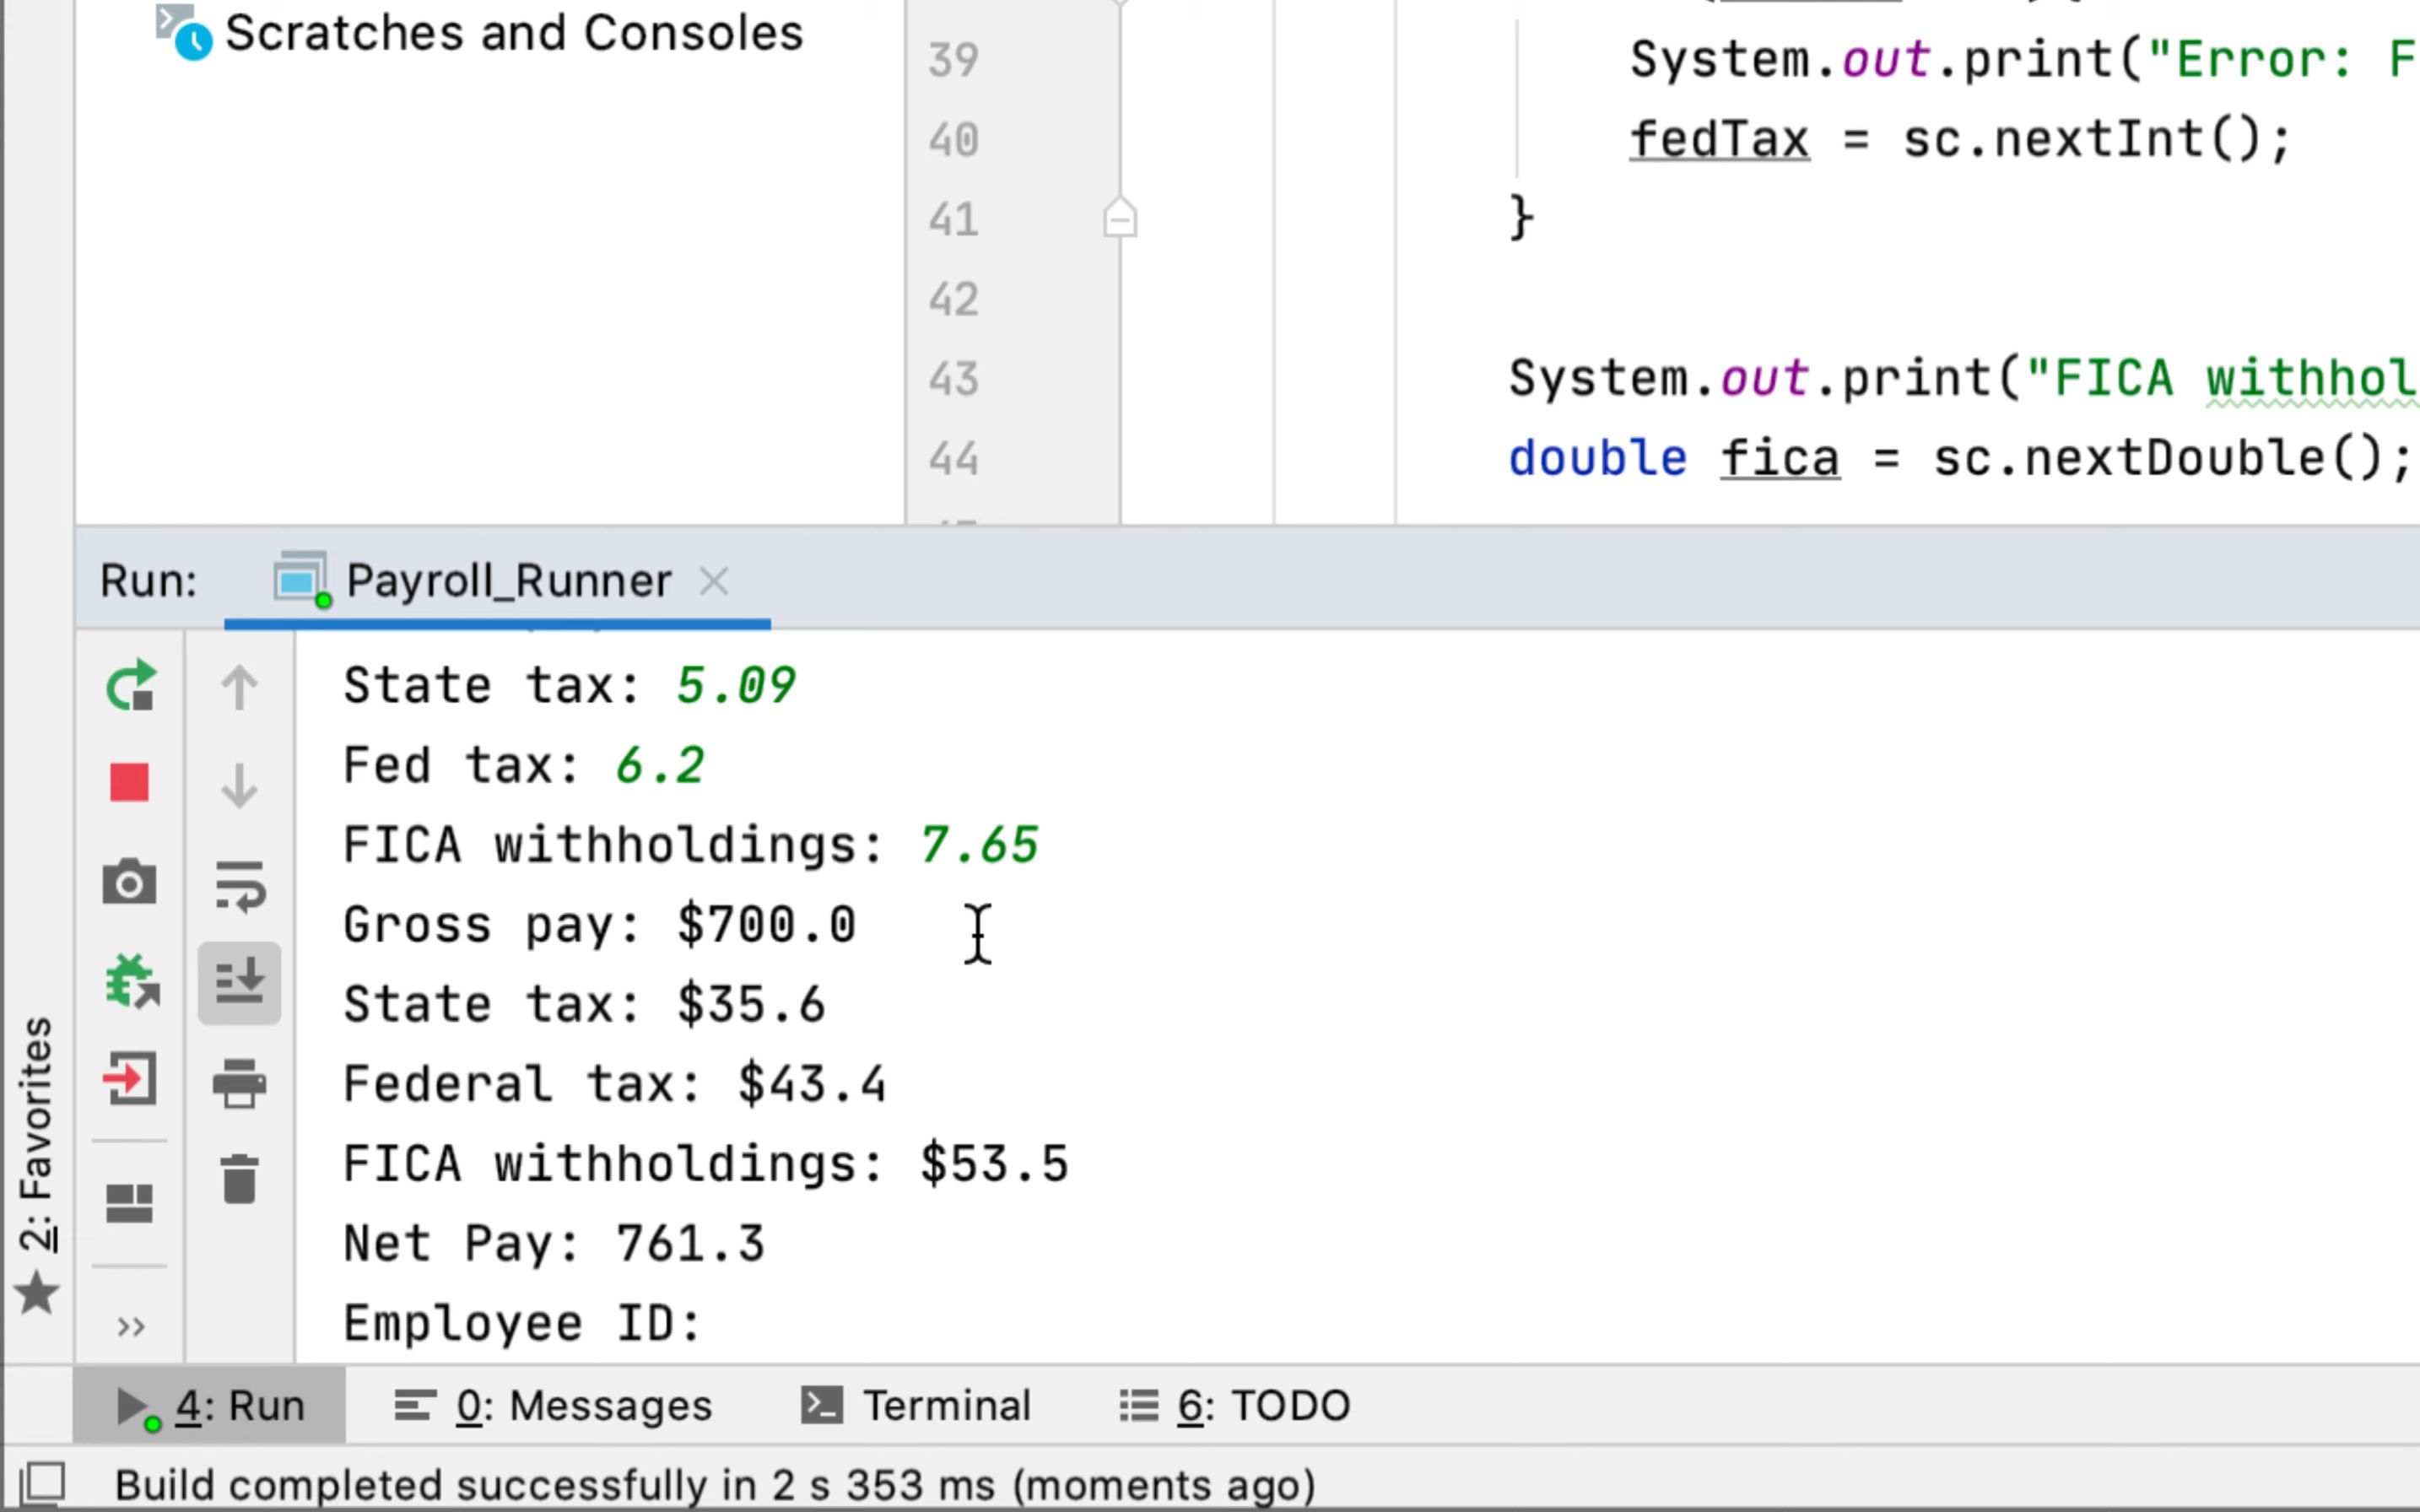 Scratches and Consoles
39
System.out.print("Error: F
40
fedTax = sc.nextInt();
41
}
42
43
System.out.print("FICA withhol
44
double fica = sc.nextDouble();
Run:
Payroll_Runner
State tax: 5.09
Fed tax: 6.2
FICA withholdings: 7.65
Gross pay: $700.0
State tax: $35.6
Federal tax: $43.4
FICA withholdings: $53.5
Net Pay: 761.3
Employee ID:
2: Favorites
4: Run
0: Messages
Terminal
6: TODO
Build completed successfully in 2 s 353 ms (moments ago)